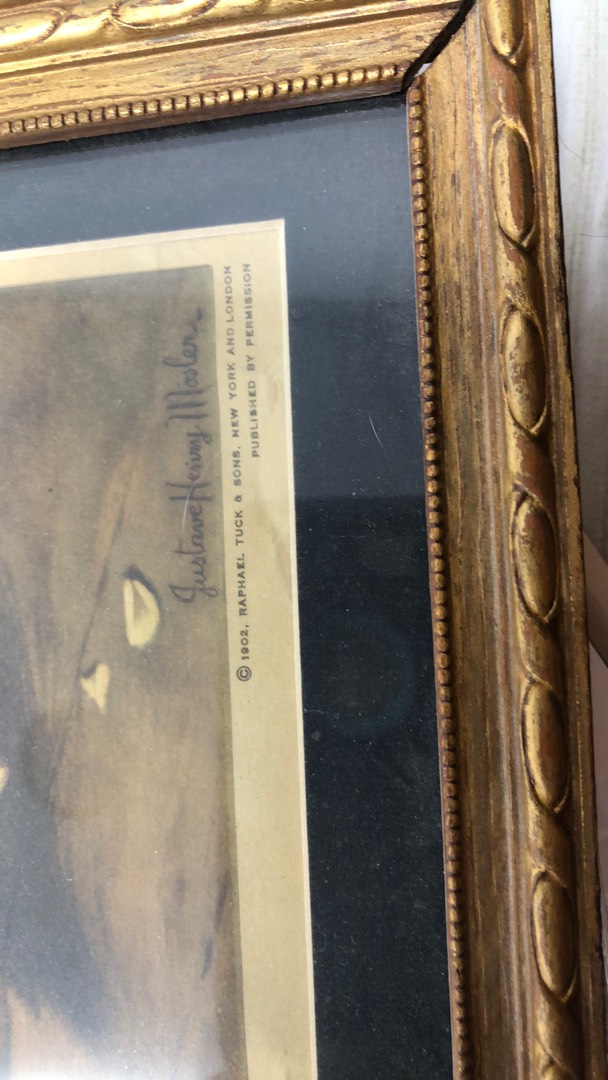 Gustave Henry Mosler
© 1902, RAPHAEL TUCK & SONS, NEW YORK AND LONDON
PUBLISHED BY PERMISSION